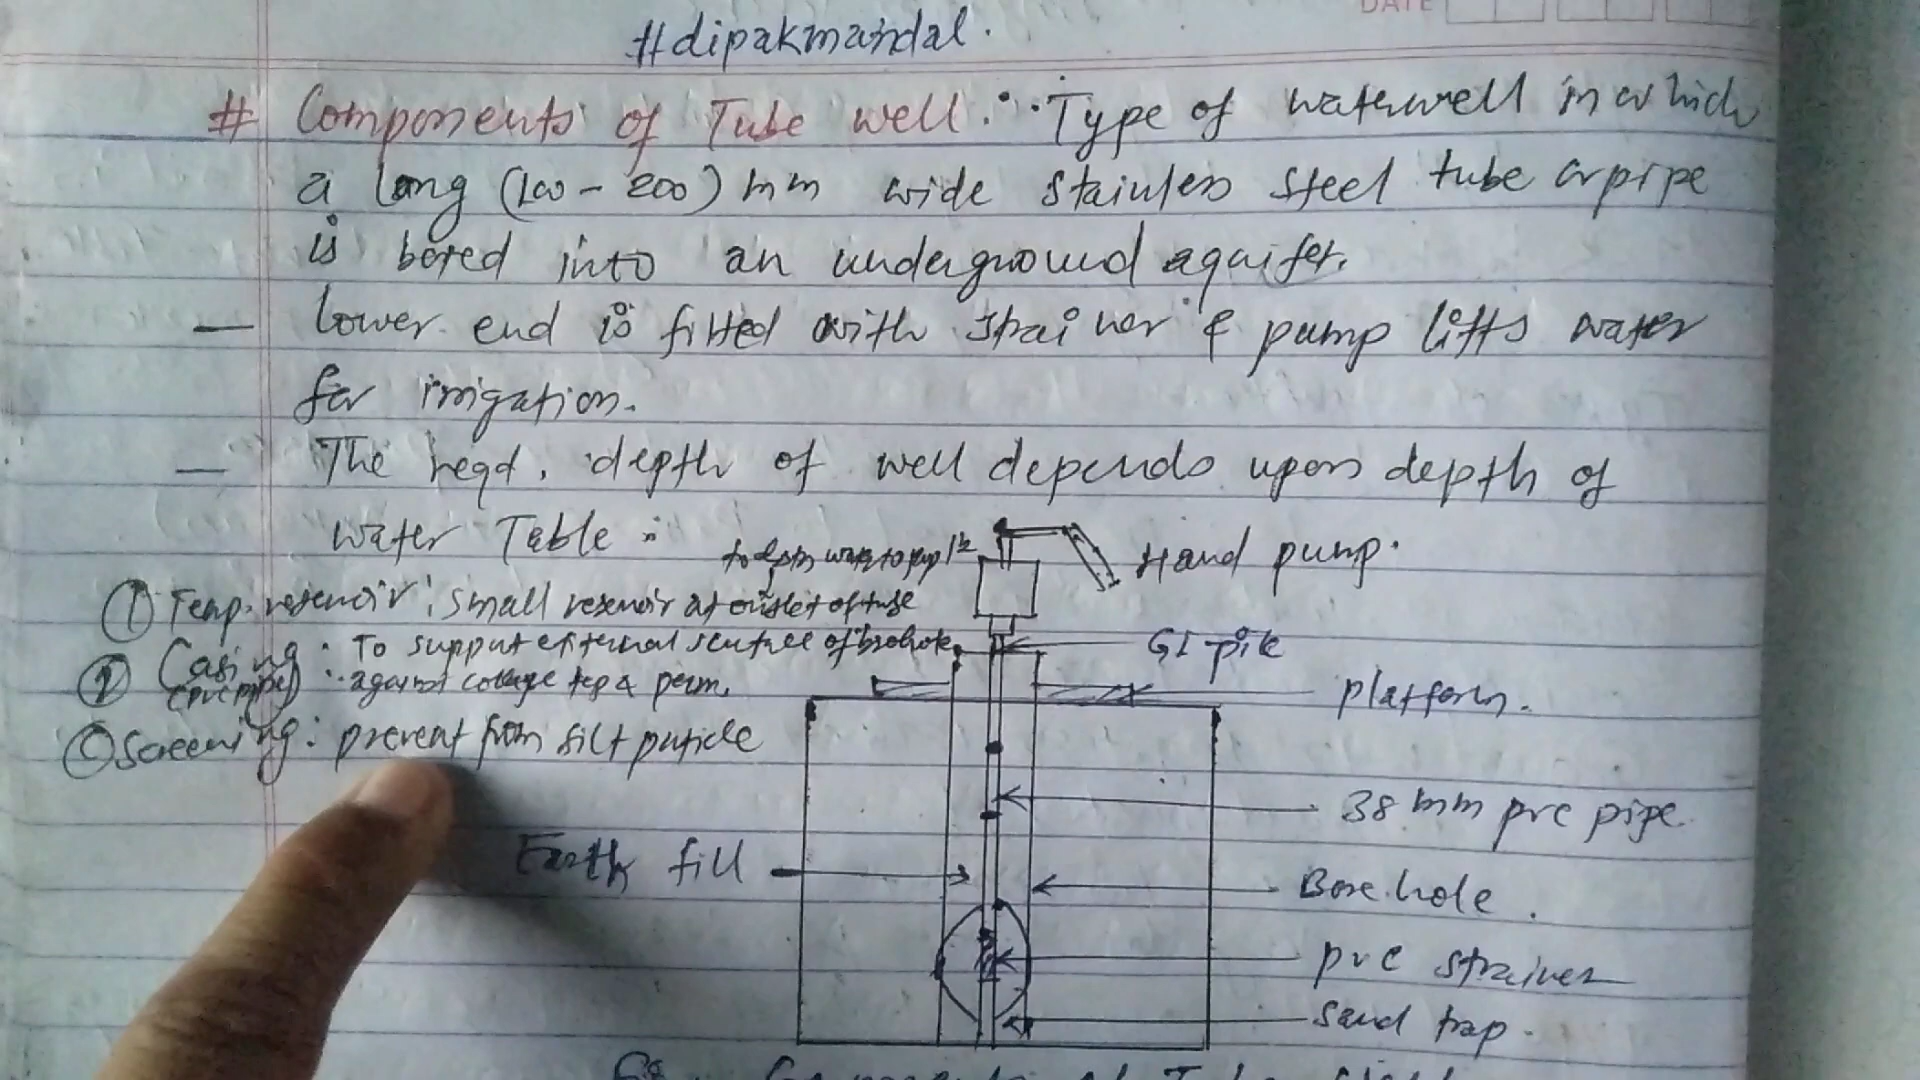 DATE
#dipakmandal.
# Components of Tube well :- Type of waterwell in which
a long (100-200) mm wide stainless steel tube or pipe
is bored into an underground aquifer.
— Lower end is fitted with strainer & pump lifts water
for irrigation.
— The reqd. depth of well depends upon depth of
Water Table :-
Hand pump.
① Temp. reservoir : small reservoir at outlet of tube
② Casing : To support external surface of borehole
(pvc pipe) against collapse temp & perm.
GI pipe
platform.
③ Screening : prevent from silt particle
38 mm pvc pipe
Earth fill
Bore hole.
pvc strainer
Sand trap.